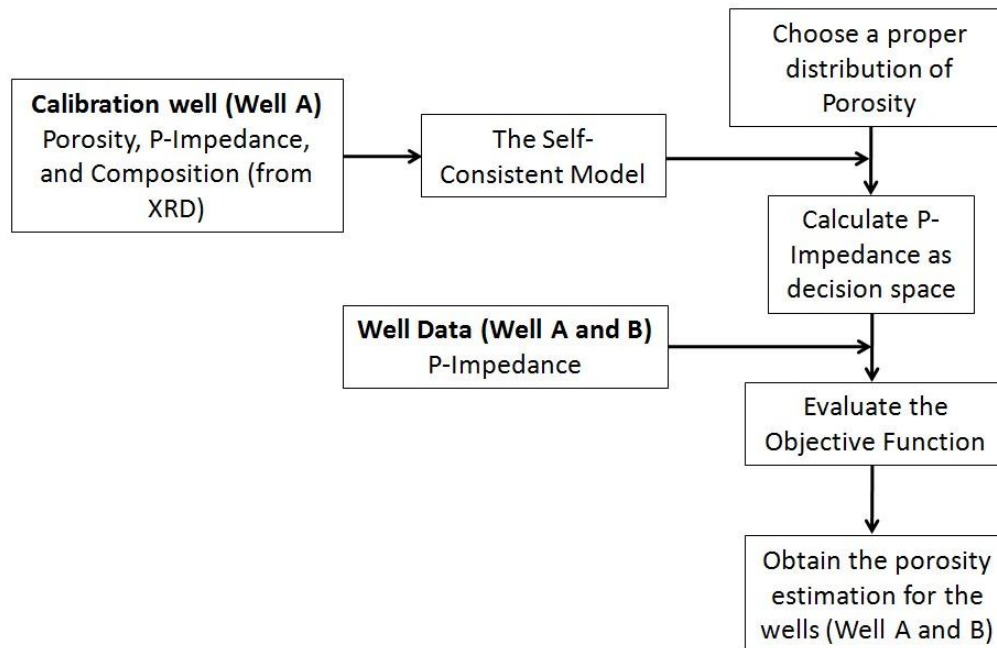 Choose a proper
distribution of
Porosity
Calibration well (Well A)
Porosity, P-Impedance,
and Composition (from
XRD)
The Self-
Consistent Model
Calculate P-
Impedance as
decision space
Well Data (Well A and B)
P-Impedance
Evaluate the
Objective Function
Obtain the porosity
estimation for the
wells (Well A and B)